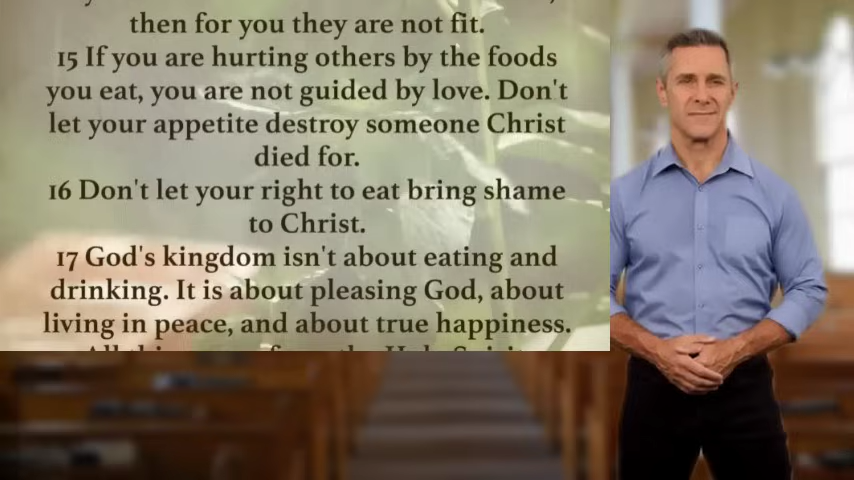 then for you they are not fit.
15 If you are hurting others by the foods
you eat, you are not guided by love. Don't
let your appetite destroy someone Christ
died for.
16 Don't let your right to eat bring shame
to Christ.
17 God's kingdom isn't about eating and
drinking. It is about pleasing God, about
living in peace, and about true happiness.